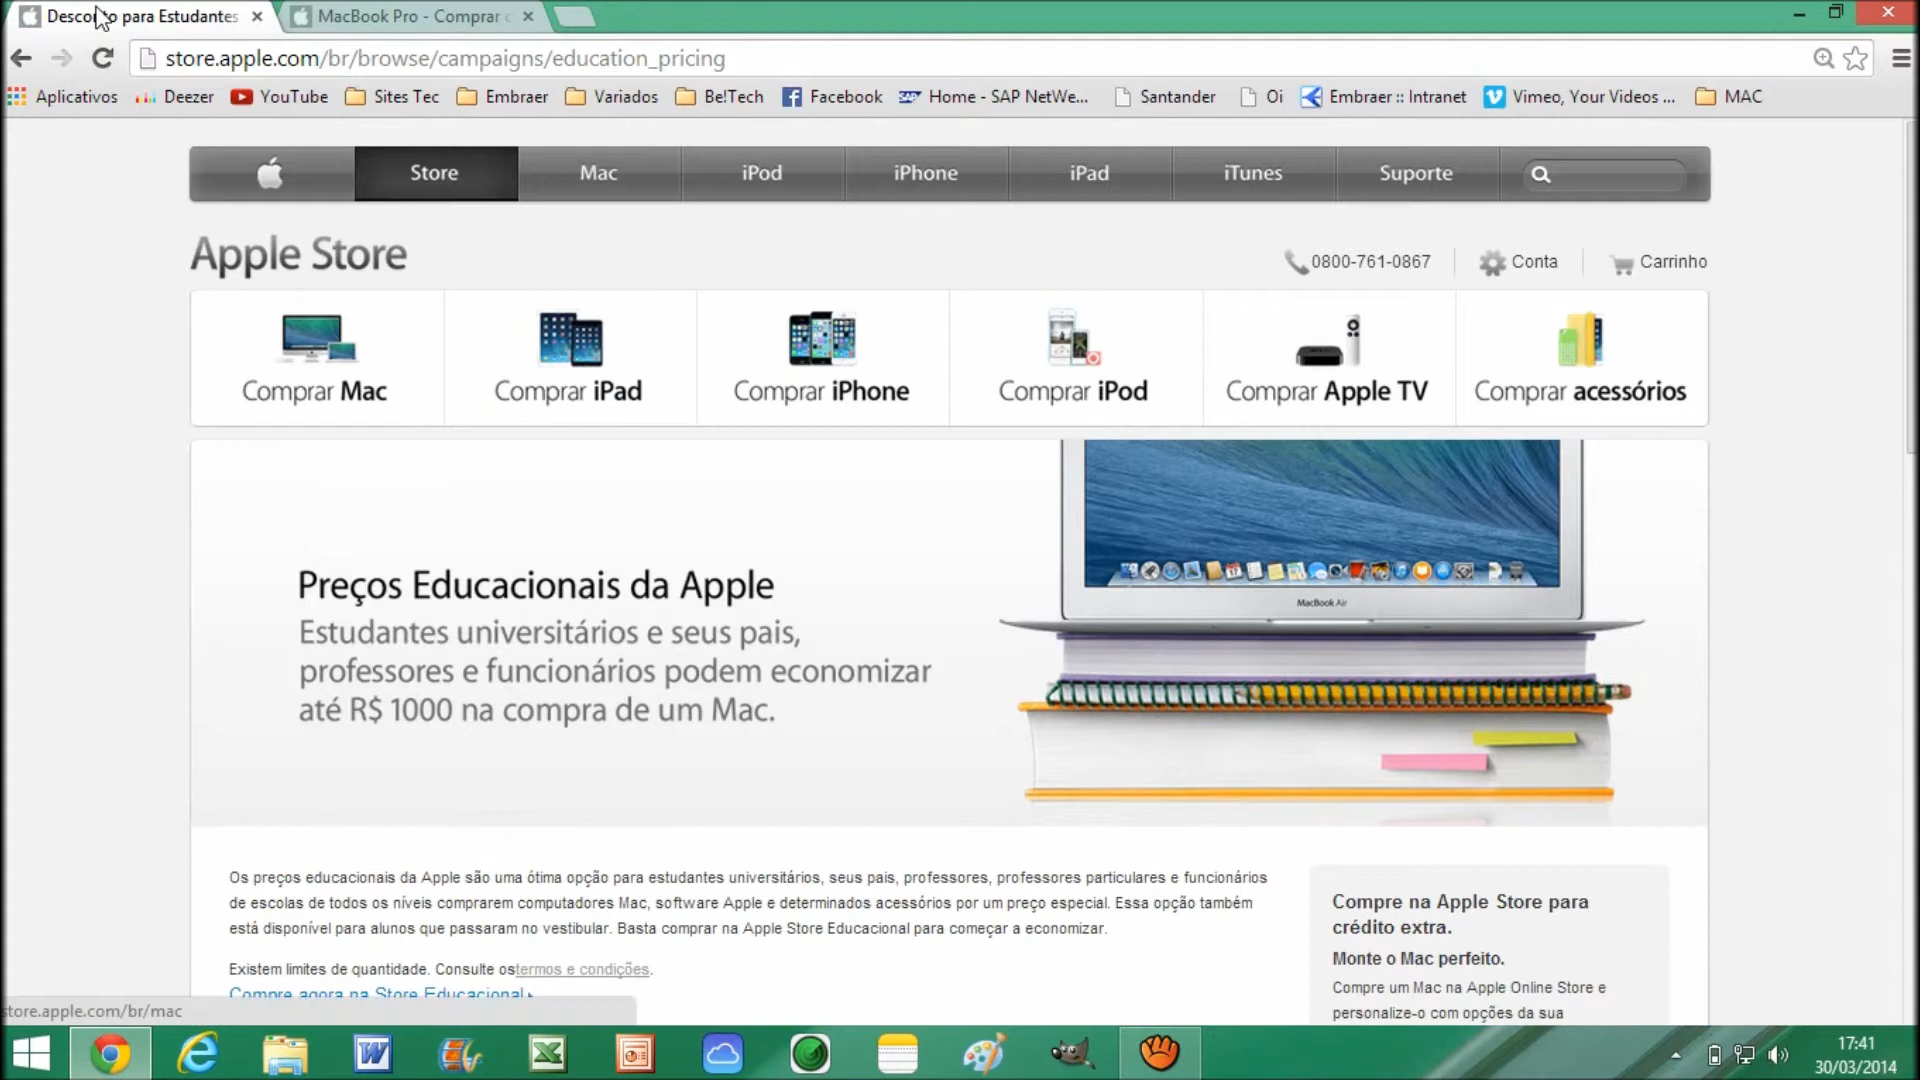 Desconto para Estudantes
MacBook Pro - Comprar
store.apple.com/br/browse/campaigns/education_pricing
Aplicativos Deezer YouTube Sites Tec Embraer Variados Be!Tech Facebook Home - SAP NetWe... Santander Oi Embraer :: Intranet Vimeo, Your Videos ... MAC
Store Mac iPod iPhone iPad iTunes Suporte
Apple Store
0800-761-0867 Conta Carrinho
Comprar Mac Comprar iPad Comprar iPhone Comprar iPod Comprar Apple TV Comprar acessórios
MacBook Air
Preços Educacionais da Apple
Estudantes universitários e seus pais,
professores e funcionários podem economizar
até R$ 1000 na compra de um Mac.
Os preços educacionais da Apple são uma ótima opção para estudantes universitários, seus pais, professores, professores particulares e funcionários
de escolas de todos os níveis comprarem computadores Mac, software Apple e determinados acessórios por um preço especial. Essa opção também
está disponível para alunos que passaram no vestibular. Basta comprar na Apple Store Educacional para começar a economizar.
Existem limites de quantidade. Consulte ostermos e condições.
Compre agora na Store Educacional
Compre na Apple Store para
crédito extra.
Monte o Mac perfeito.
Compre um Mac na Apple Online Store e
personalize-o com opções da sua
store.apple.com/br/mac
17:41
30/03/2014